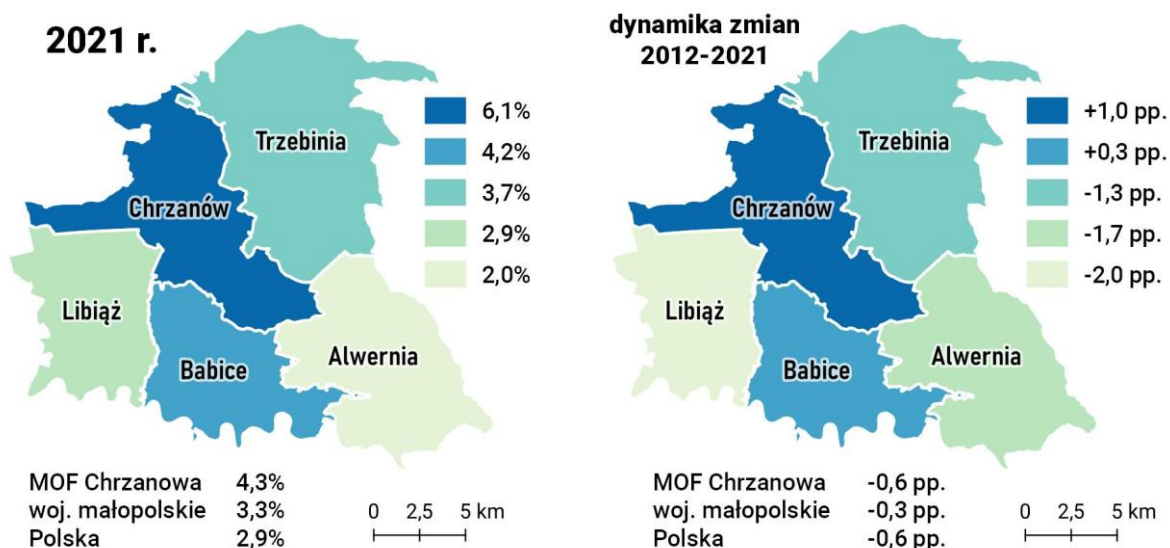 2021 r.
6,1%
4,2%
3,7%
2,9%
2,0%
Trzebinia
Chrzanów
Libiąż
Babice
Alwernia
MOF Chrzanowa 4,3%
woj. małopolskie 3,3%
Polska 2,9%
0 2,5 5 km
dynamika zmian
2012-2021
+1,0 pp.
+0,3 pp.
-1,3 pp.
-1,7 pp.
-2,0 pp.
Trzebinia
Chrzanów
Libiąż
Babice
Alwernia
MOF Chrzanowa -0,6 pp.
woj. małopolskie -0,3 pp.
Polska -0,6 pp.
0 2,5 5 km